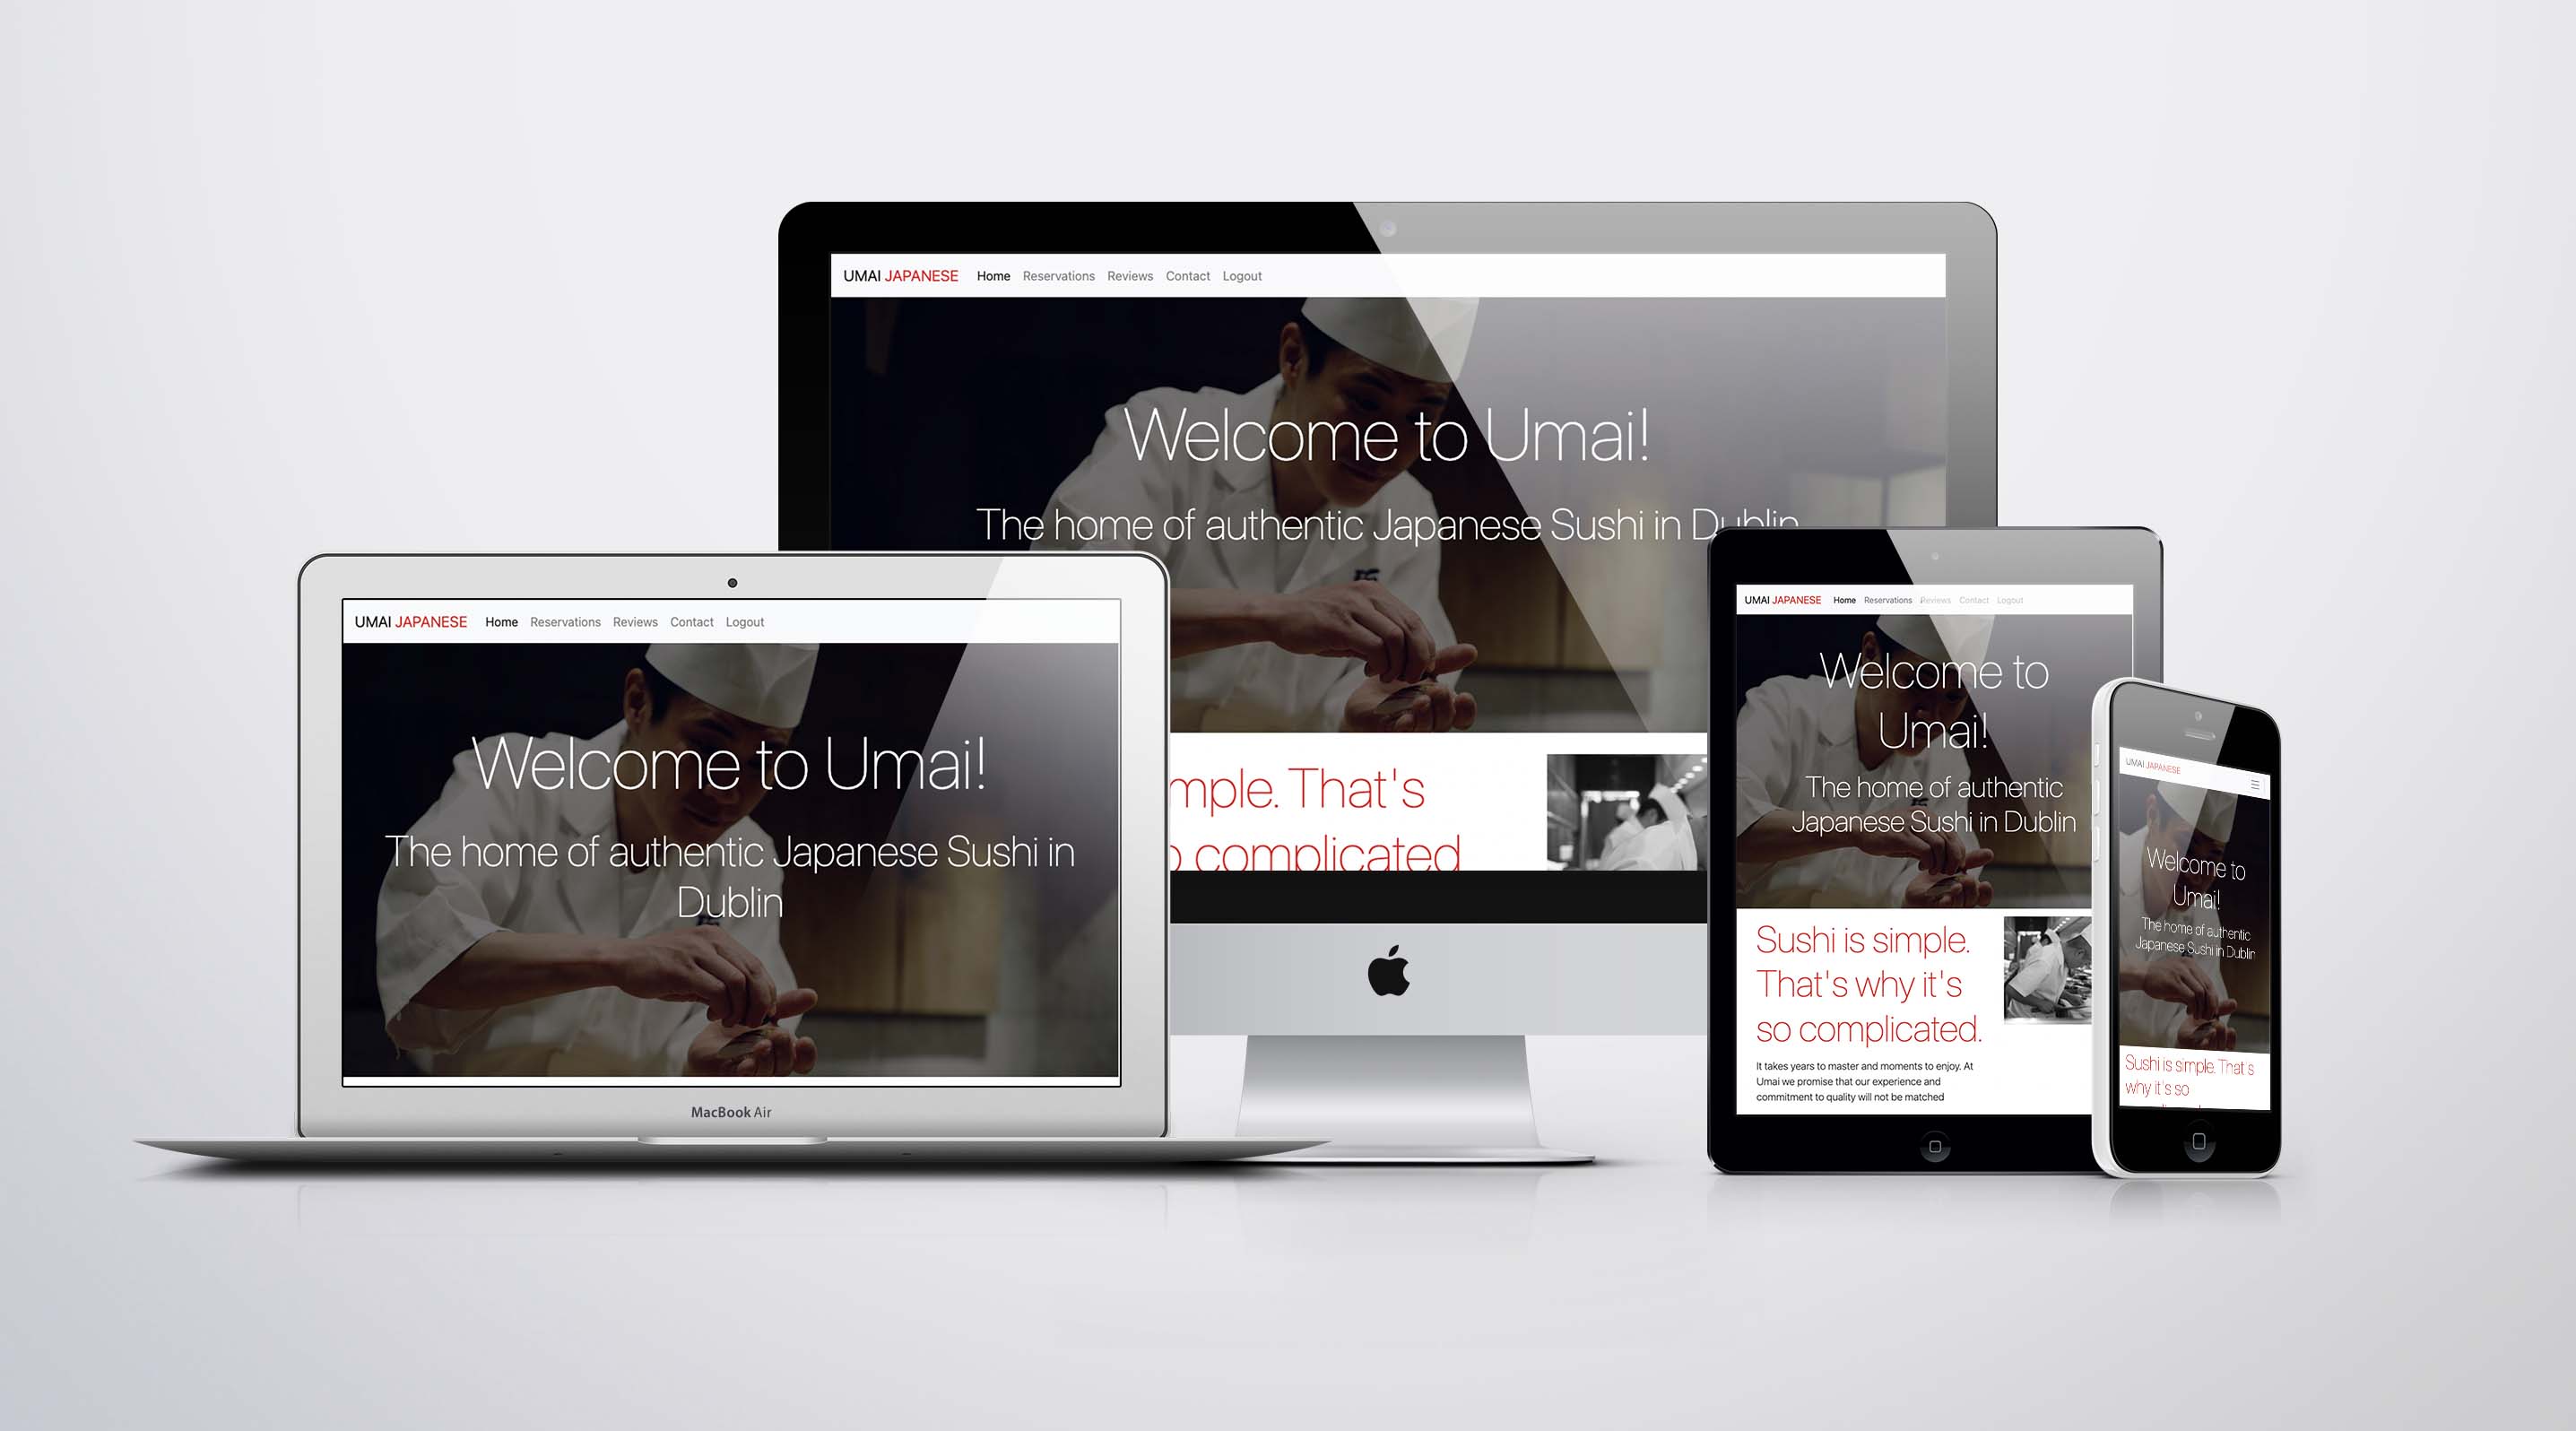 UMAI JAPANESE Home Reservations Reviews Contact Logout
Welcome to Umai!
The home of authentic Japanese Sushi in Dublin
mple. That's
o complicated
UMAI JAPANESE Home Reservations Reviews Contact Logout
Welcome to Umai!
The home of authentic Japanese Sushi in
Dublin
MacBook Air
UMAI JAPANESE Home Reservations Reviews Contact Logout
Welcome to
Umai!
The home of authentic
Japanese Sushi in Dublin
Sushi is simple.
That's why it's
so complicated.
It takes years to master and moments to enjoy. At
Umai we promise that our experience and
commitment to quality will not be matched
UMAI JAPANESE
Welcome to
Umai!
The home of authentic
Japanese Sushi in Dublin
Sushi is simple. That's
why it's so